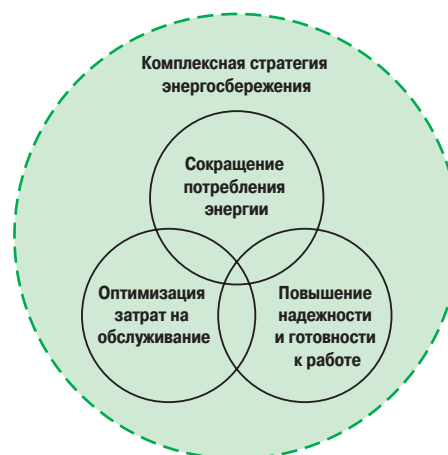 Комплексная стратегия
энергосбережения
Сокращение
потребления
энергии
Оптимизация
затрат на
обслуживание
Повышение
надежности
и готовности
к работе